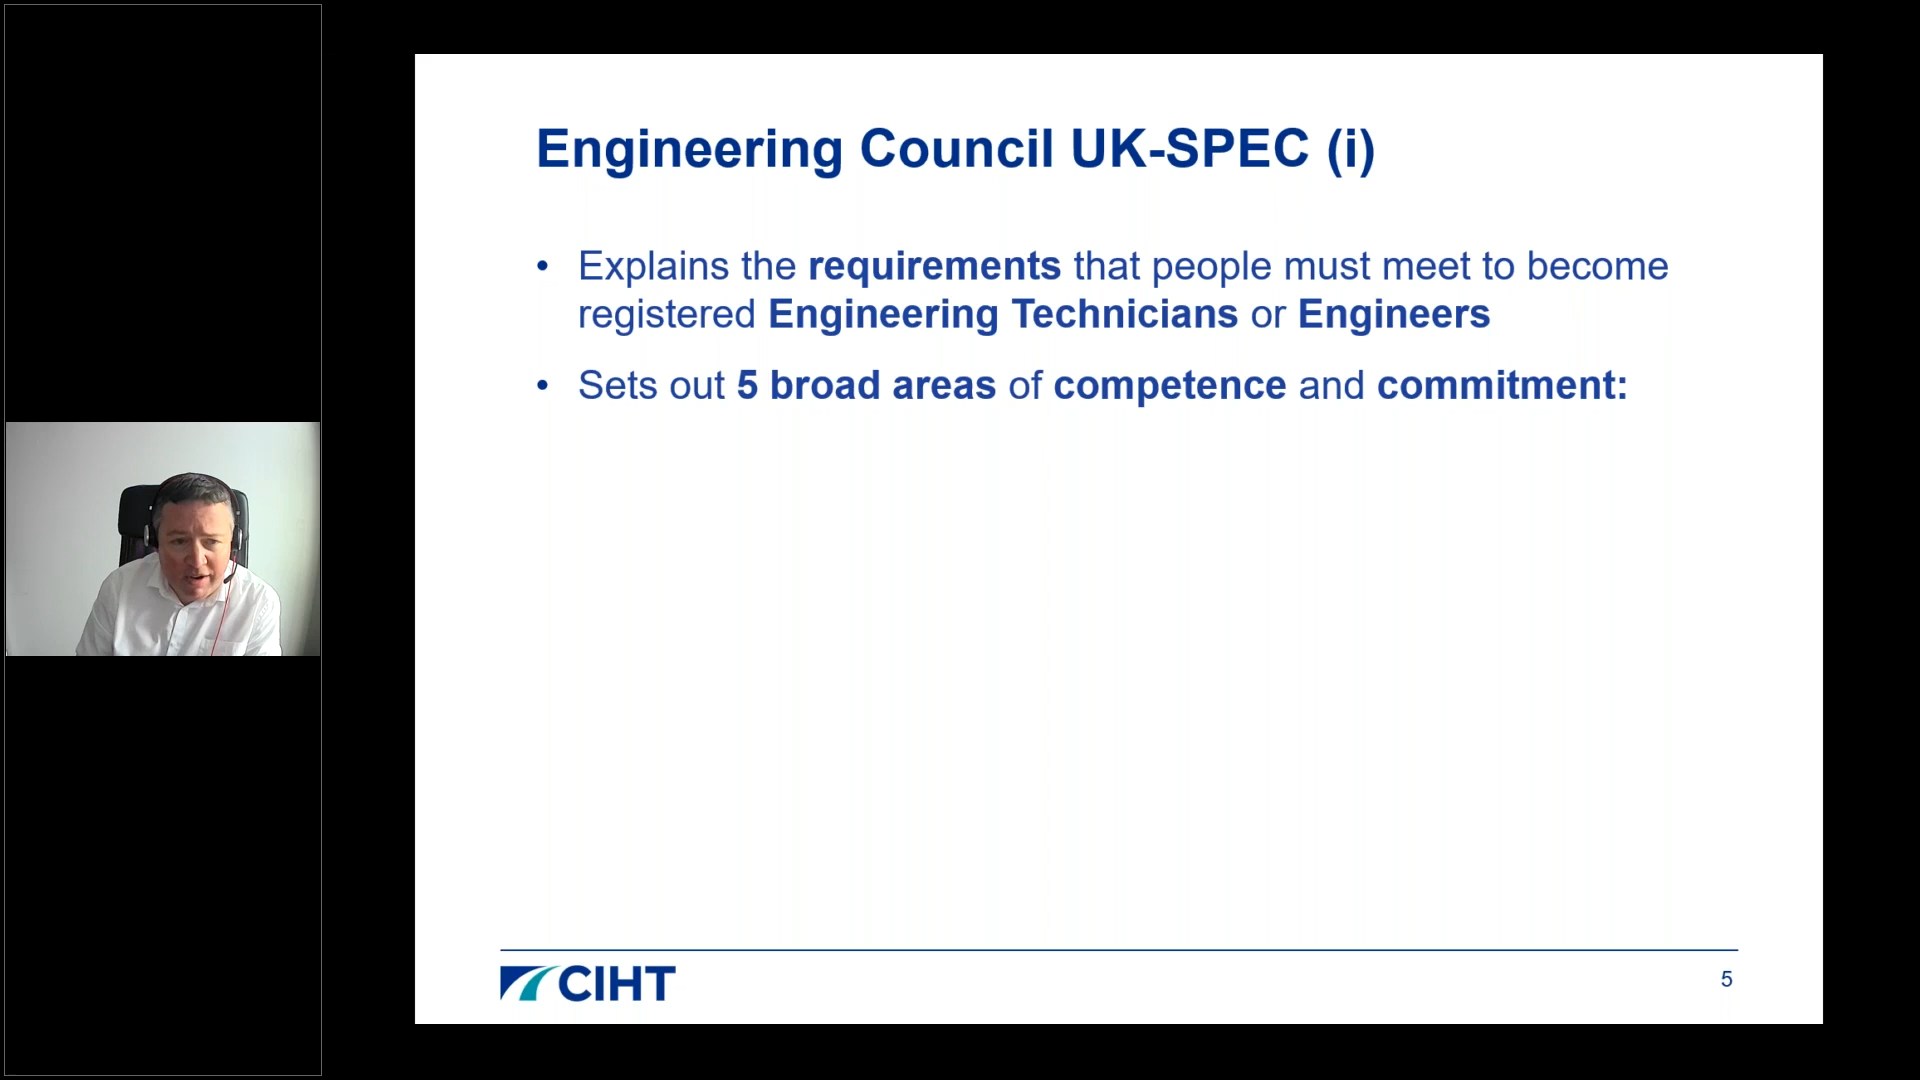 Engineering Council UK-SPEC (i)
• Explains the requirements that people must meet to become
registered Engineering Technicians or Engineers
• Sets out 5 broad areas of competence and commitment:
CIHT
5